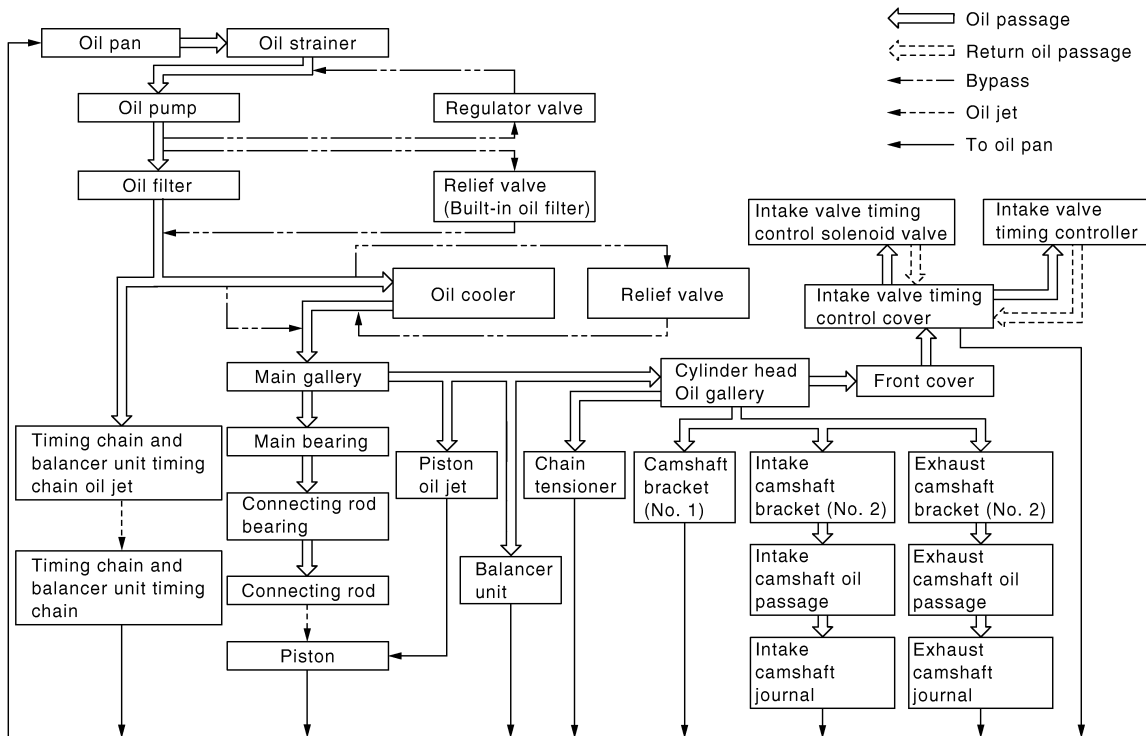 Oil passage
Return oil passage
Bypass
Oil jet
To oil pan
Oil pan
Oil strainer
Oil pump
Regulator valve
Oil filter
Relief valve
(Built-in oil filter)
Intake valve timing
control solenoid valve
Intake valve
timing controller
Oil cooler
Relief valve
Intake valve timing
control cover
Main gallery
Cylinder head
Oil gallery
Front cover
Timing chain and
balancer unit timing
chain oil jet
Main bearing
Piston
oil jet
Chain
tensioner
Camshaft
bracket
(No. 1)
Intake
camshaft
bracket (No. 2)
Exhaust
camshaft
bracket (No. 2)
Connecting rod
bearing
Timing chain and
balancer unit timing
chain
Connecting rod
Balancer
unit
Intake
camshaft oil
passage
Exhaust
camshaft oil
passage
Piston
Intake
camshaft
journal
Exhaust
camshaft
journal